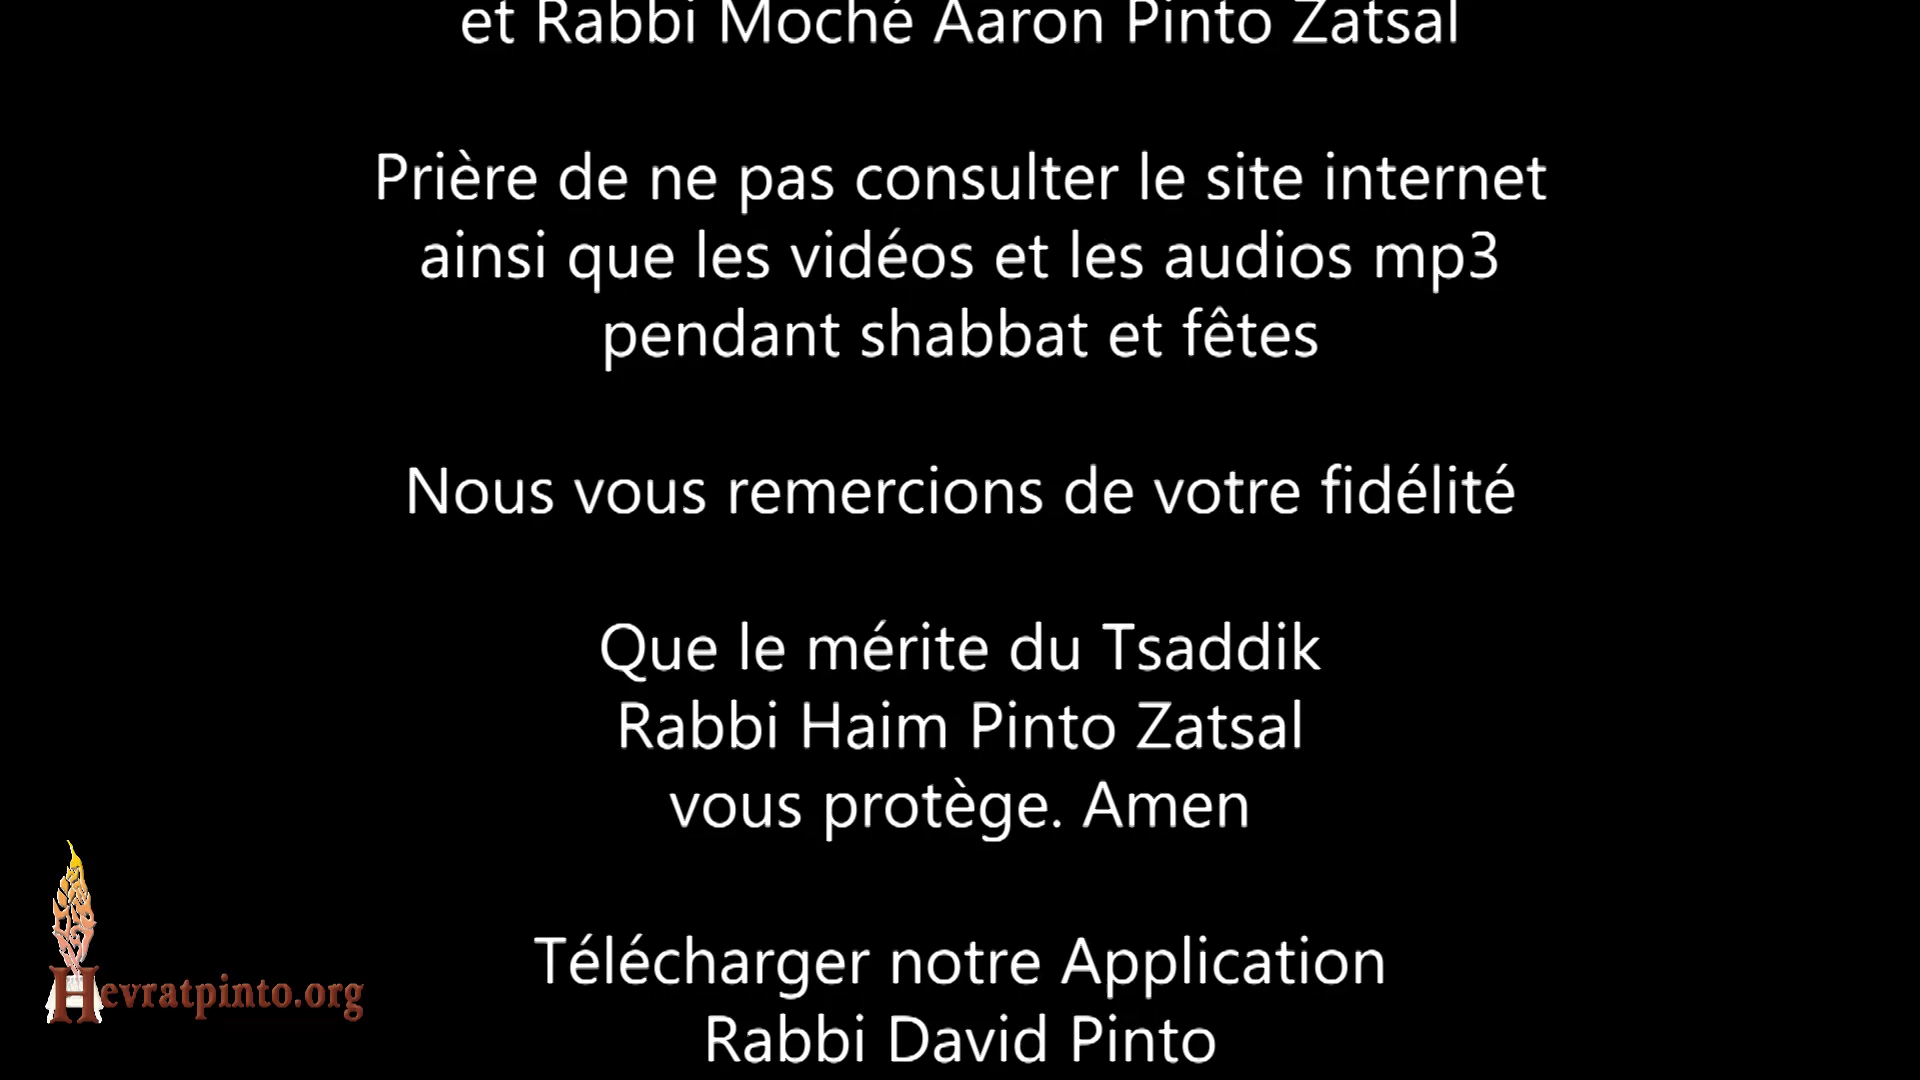 et Rabbi Moché Aaron Pinto Zatsal
Prière de ne pas consulter le site internet
ainsi que les vidéos et les audios mp3
pendant shabbat et fêtes
Nous vous remercions de votre fidélité
Que le mérite du Tsaddik
Rabbi Haim Pinto Zatsal
vous protège. Amen
Télécharger notre Application
Rabbi David Pinto
Hevratpinto.org